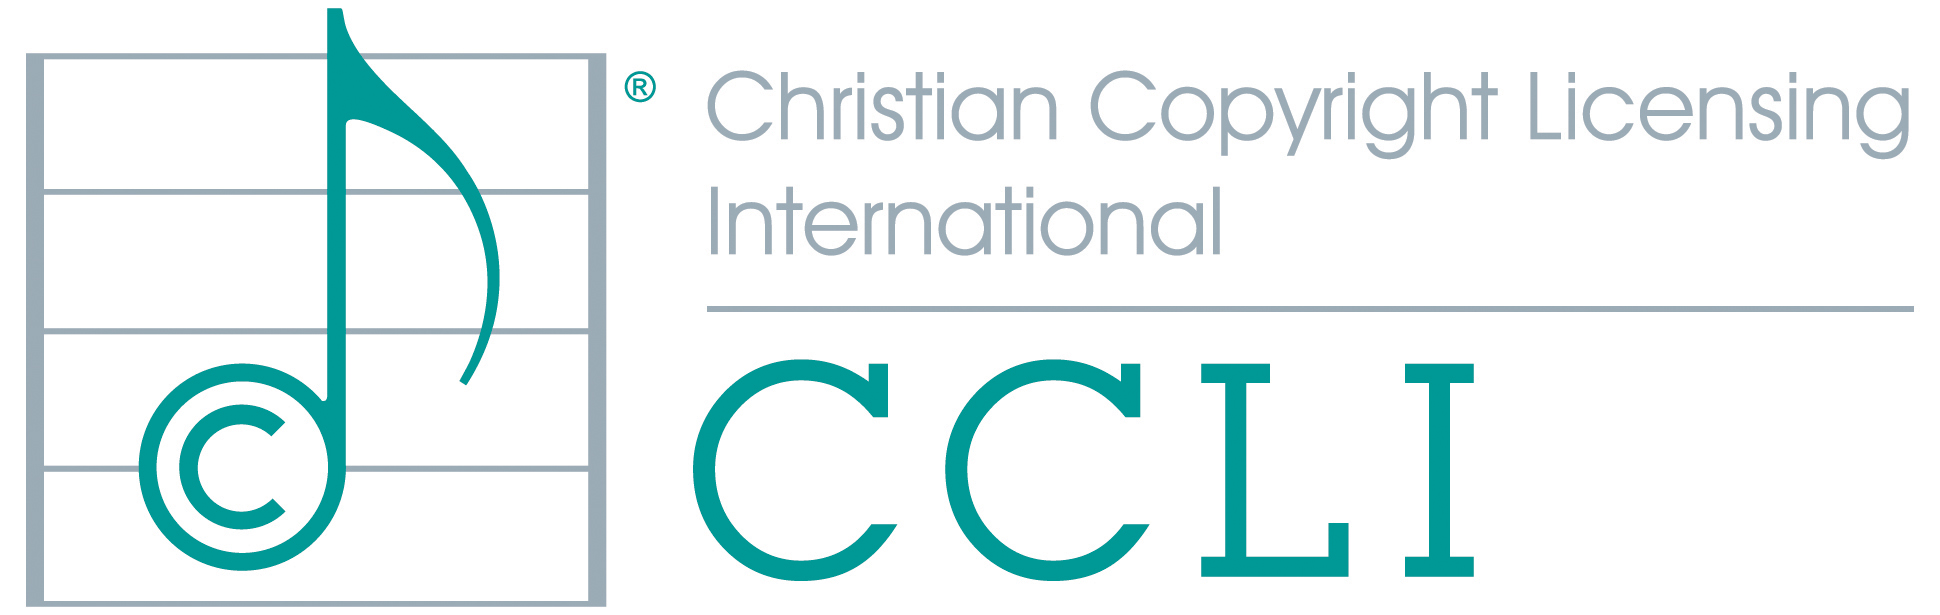 ©
®
Christian Copyright Licensing
International
CCLI